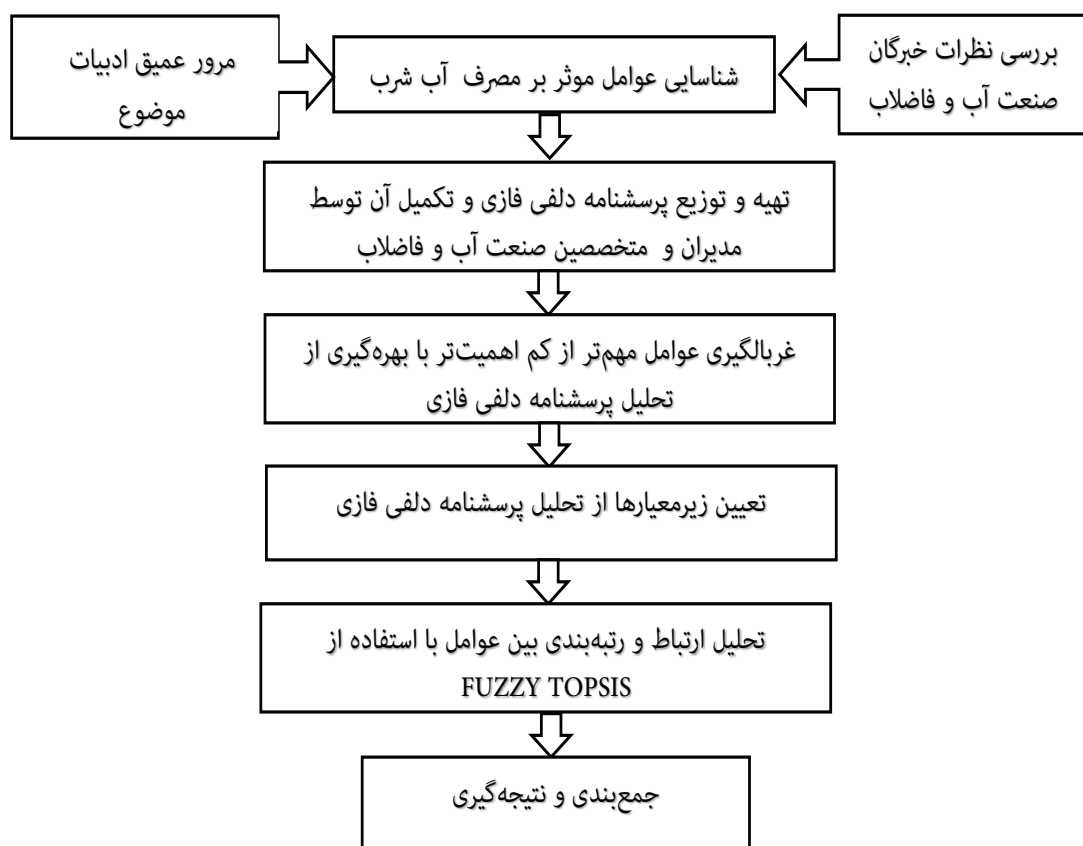 بررسی نظرات خبرگان
صنعت آب و فاضلاب
شناسایی عوامل موثر بر مصرف آب شرب
مرور عمیق ادبیات
موضوع
تهیه و توزیع پرسشنامه دلفی فازی و تکمیل آن توسط
مدیران و متخصصین صنعت آب و فاضلاب
غربالگیری عوامل مهم‌تر از کم اهمیت‌تر با بهره‌گیری از
تحلیل پرسشنامه دلفی فازی
تعیین زیرمعیارها از تحلیل پرسشنامه دلفی فازی
تحلیل ارتباط و رتبه‌بندی بین عوامل با استفاده از
FUZZY TOPSIS
جمع‌بندی و نتیجه‌گیری